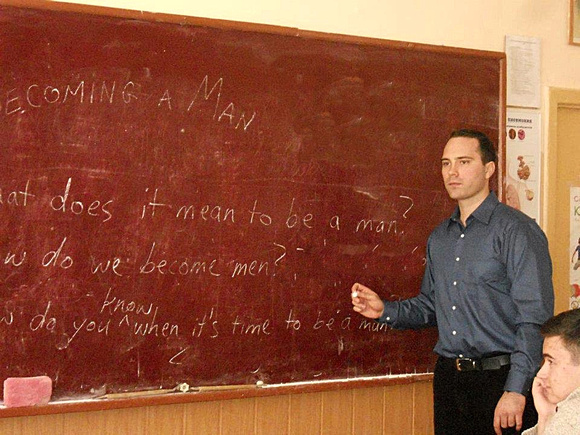 ECOMING A MAN
at does it mean to be a man?
w do we become men?
know
w do you ^ when it's time to be a man?